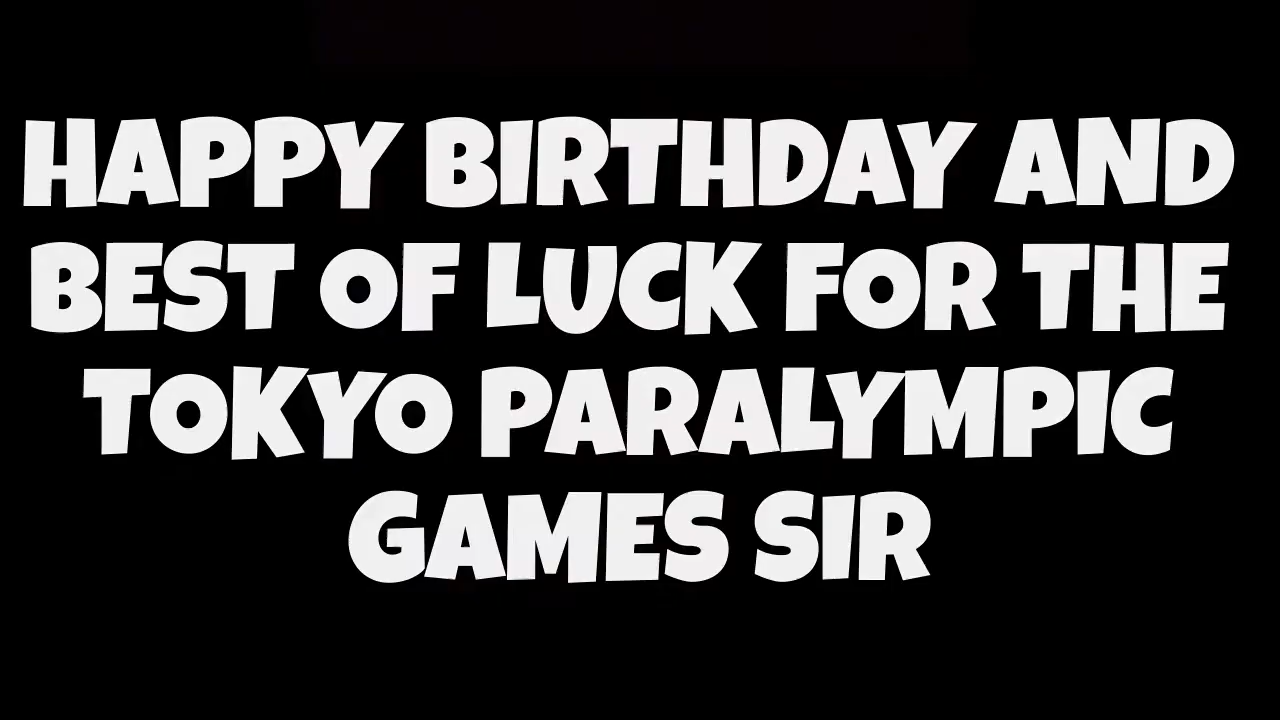 HAPPY BIRTHDAY AND
BEST OF LUCK FOR THE
TOKYO PARALYMPIC
GAMES SIR